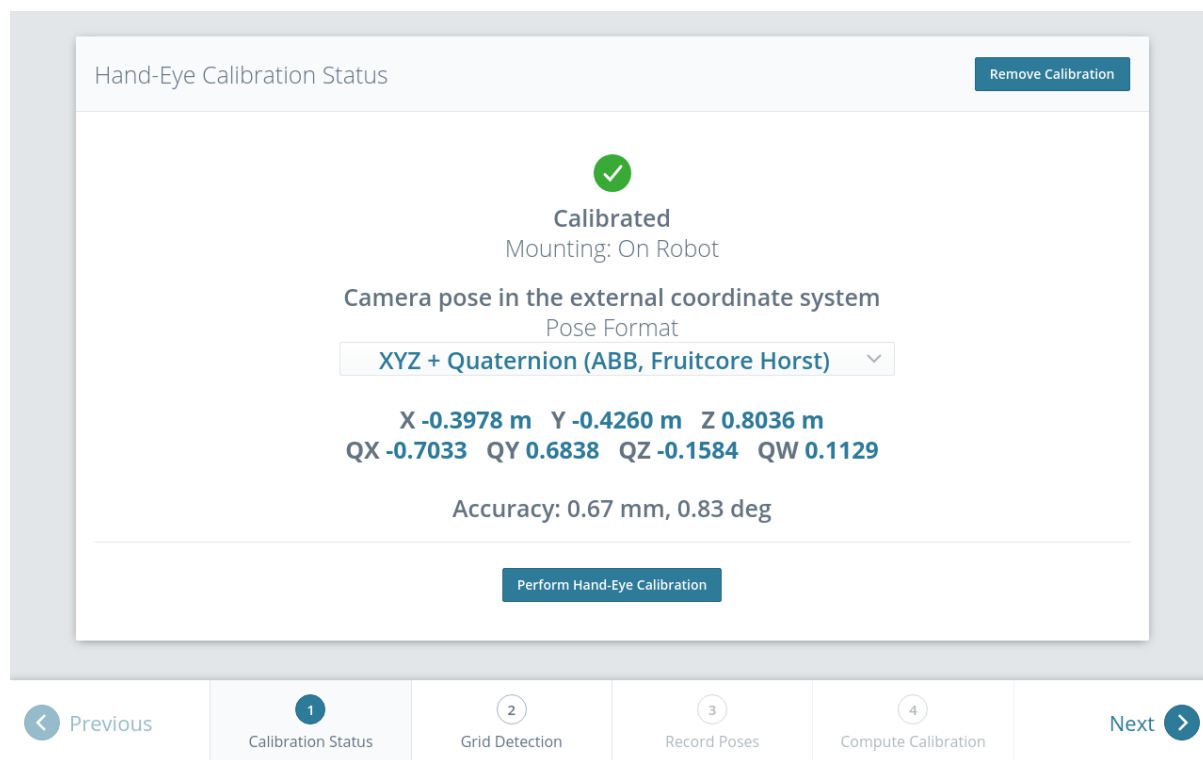 Hand-Eye Calibration Status
Remove Calibration
Calibrated
Mounting: On Robot
Camera pose in the external coordinate system
Pose Format
XYZ + Quaternion (ABB, Fruitcore Horst)
X -0.3978 m Y -0.4260 m Z 0.8036 m
QX -0.7033 QY 0.6838 QZ -0.1584 QW 0.1129
Accuracy: 0.67 mm, 0.83 deg
Perform Hand-Eye Calibration
Previous
1
Calibration Status
2
Grid Detection
3
Record Poses
4
Compute Calibration
Next